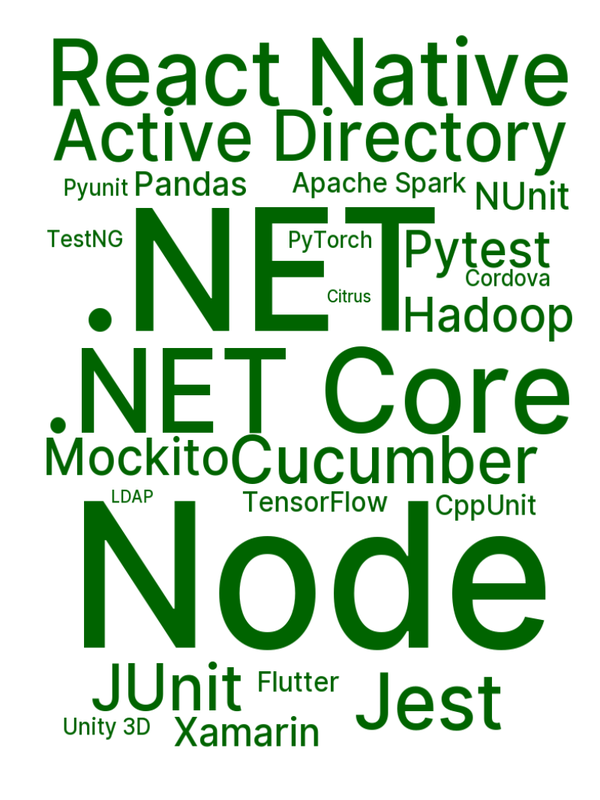 React Native
Active Directory
Pyunit Pandas Apache Spark NUnit
TestNG .NET PyTorch Pytest
Cordova
Citrus Hadoop
.NET Core
Mockito Cucumber
LDAP TensorFlow CppUnit
Node
JUnit Flutter Jest
Unity 3D Xamarin